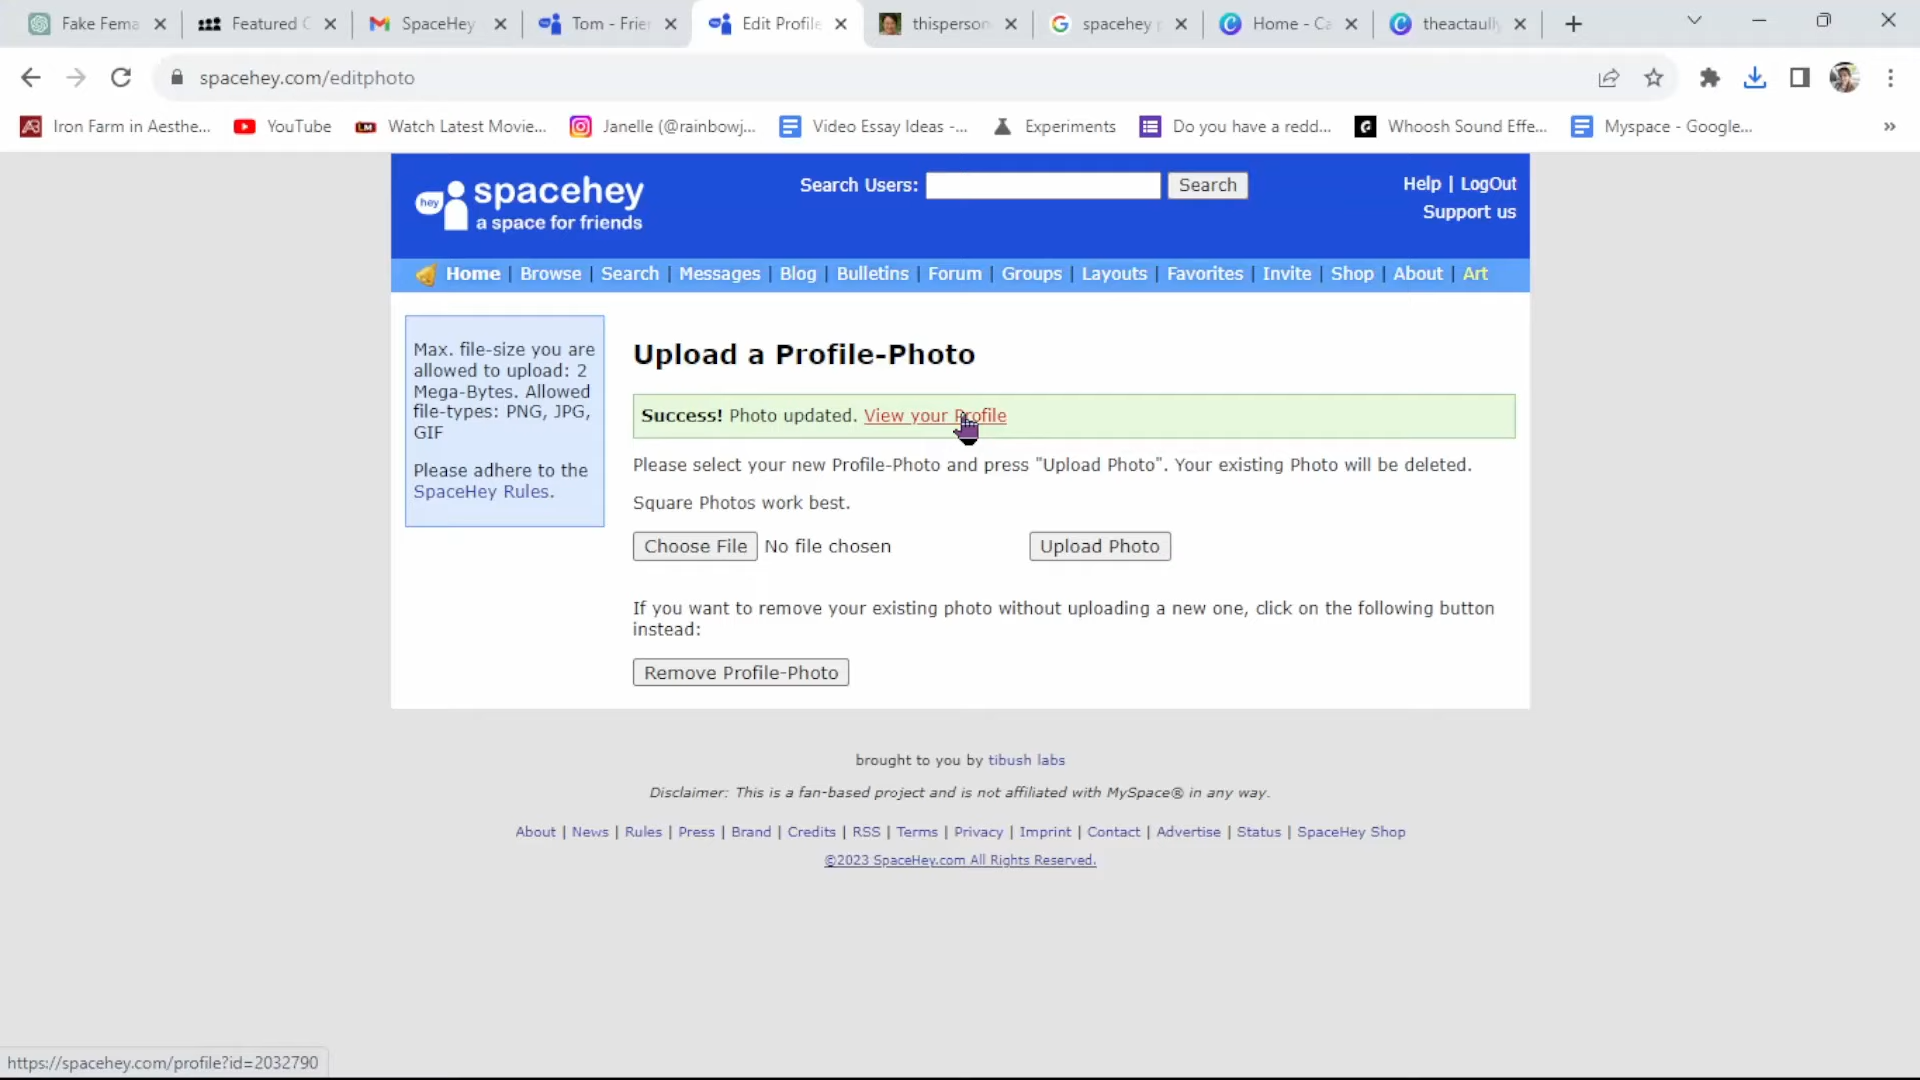 Fake Fema
Featured C
SpaceHey
Tom - Frie
Edit Profile
thisperson
spacehey p
Home - Ca
theactaully
spacehey.com/editphoto
Iron Farm in Aesthe...
YouTube
LM
Watch Latest Movie...
Janelle (@rainbowj...
Video Essay Ideas -...
Experiments
Do you have a redd...
Whoosh Sound Effe...
Myspace - Google...
»
hey
spacehey
a space for friends
Search Users:
Search
Help | LogOut
Support us
Home | Browse | Search | Messages | Blog | Bulletins | Forum | Groups | Layouts | Favorites | Invite | Shop | About | Art
Max. file-size you are
allowed to upload: 2
Mega-Bytes. Allowed
file-types: PNG, JPG,
GIF
Please adhere to the
SpaceHey Rules.
Upload a Profile-Photo
Success! Photo updated. View your Profile
Please select your new Profile-Photo and press "Upload Photo". Your existing Photo will be deleted.
Square Photos work best.
Choose File No file chosen
Upload Photo
If you want to remove your existing photo without uploading a new one, click on the following button
instead:
Remove Profile-Photo
brought to you by tibush labs
Disclaimer: This is a fan-based project and is not affiliated with MySpace® in any way.
About | News | Rules | Press | Brand | Credits | RSS | Terms | Privacy | Imprint | Contact | Advertise | Status | SpaceHey Shop
©2023 SpaceHey.com All Rights Reserved.
https://spacehey.com/profile?id=2032790